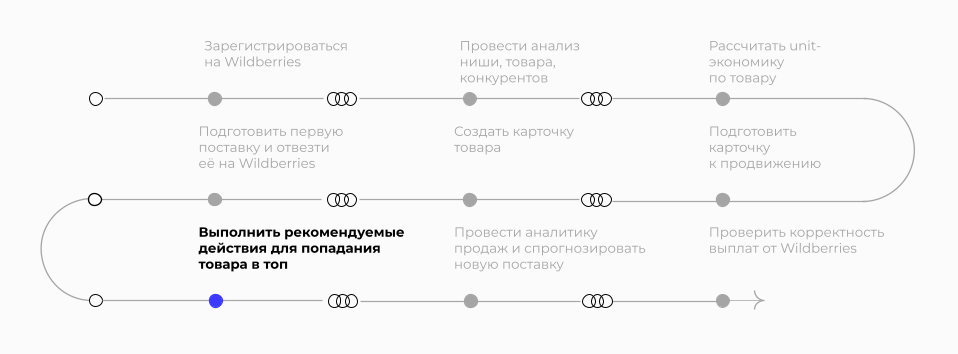 Зарегистрироваться
на Wildberries
Провести анализ
ниши, товара,
конкурентов
Рассчитать unit-
экономику
по товару
Подготовить первую
поставку и отвезти
её на Wildberries
Создать карточку
товара
Подготовить
карточку
к продвижению
Выполнить рекомендуемые
действия для попадания
товара в топ
Провести аналитику
продаж и спрогнозировать
новую поставку
Проверить корректность
выплат от Wildberries